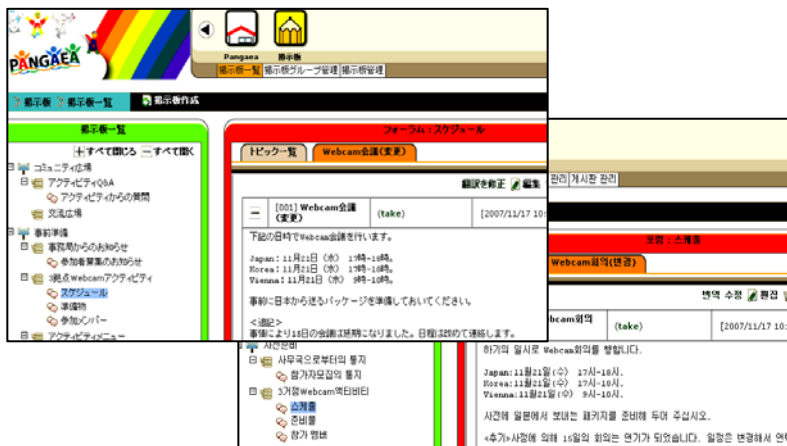 PANGAEA
Pangaea 掲示板
掲示板一覧 掲示板グループ管理 掲示板管理
掲示板 掲示板一覧 掲示板作成
掲示板一覧
すべて閉じる すべて開く
コミュニティ広場
アクティビティQ&A
アクティビティからの質問
交流広場
事前準備
事務局からのお知らせ
参加者募集のお知らせ
3拠点Webcamアクティビティ
スケジュール
準備物
参加メンバー
アクティビティメニュー
フォーラム:スケジュール
トピック一覧 Webcam会議(変更)
翻訳を修正 編集
[001] Webcam会議(変更) (take) [2007/11/17 10:
下記の日時でWebcam会議を行います。
Japan: 11月21日 (水) 17時-18時。
Korea: 11月21日 (水) 17時-18時。
Vienna: 11月21日 (水) 9時-10時。
事前に日本から送るパッケージを準備しておいてください。
<追記>
事情により15日の会議は延期になりました。日程は改めて連絡します。
관리 게시판 관리
포럼 : 스케줄
Webcam회의(변경)
번역 수정 편집
bcam회의 (take) [2007/11/17 10:
하기의 일시로 Webcam회의를 행합니다.
Japan:11월21일(수) 17시-18시.
Korea:11월21일(수) 17시-18시.
Vienna:11월21일(수) 9시-10시.
사전에 일본에서 보내는 패키지를 준비해 두어 주십시오.
<추기>사정에 의해 15일의 회의는 연기가 되었습니다. 일정은 변경해서 연
사전준비
사무국으로부터의 통지
참가자모집의 통지
3거점Webcam액티비티
스케줄
준비물
참가 멤버